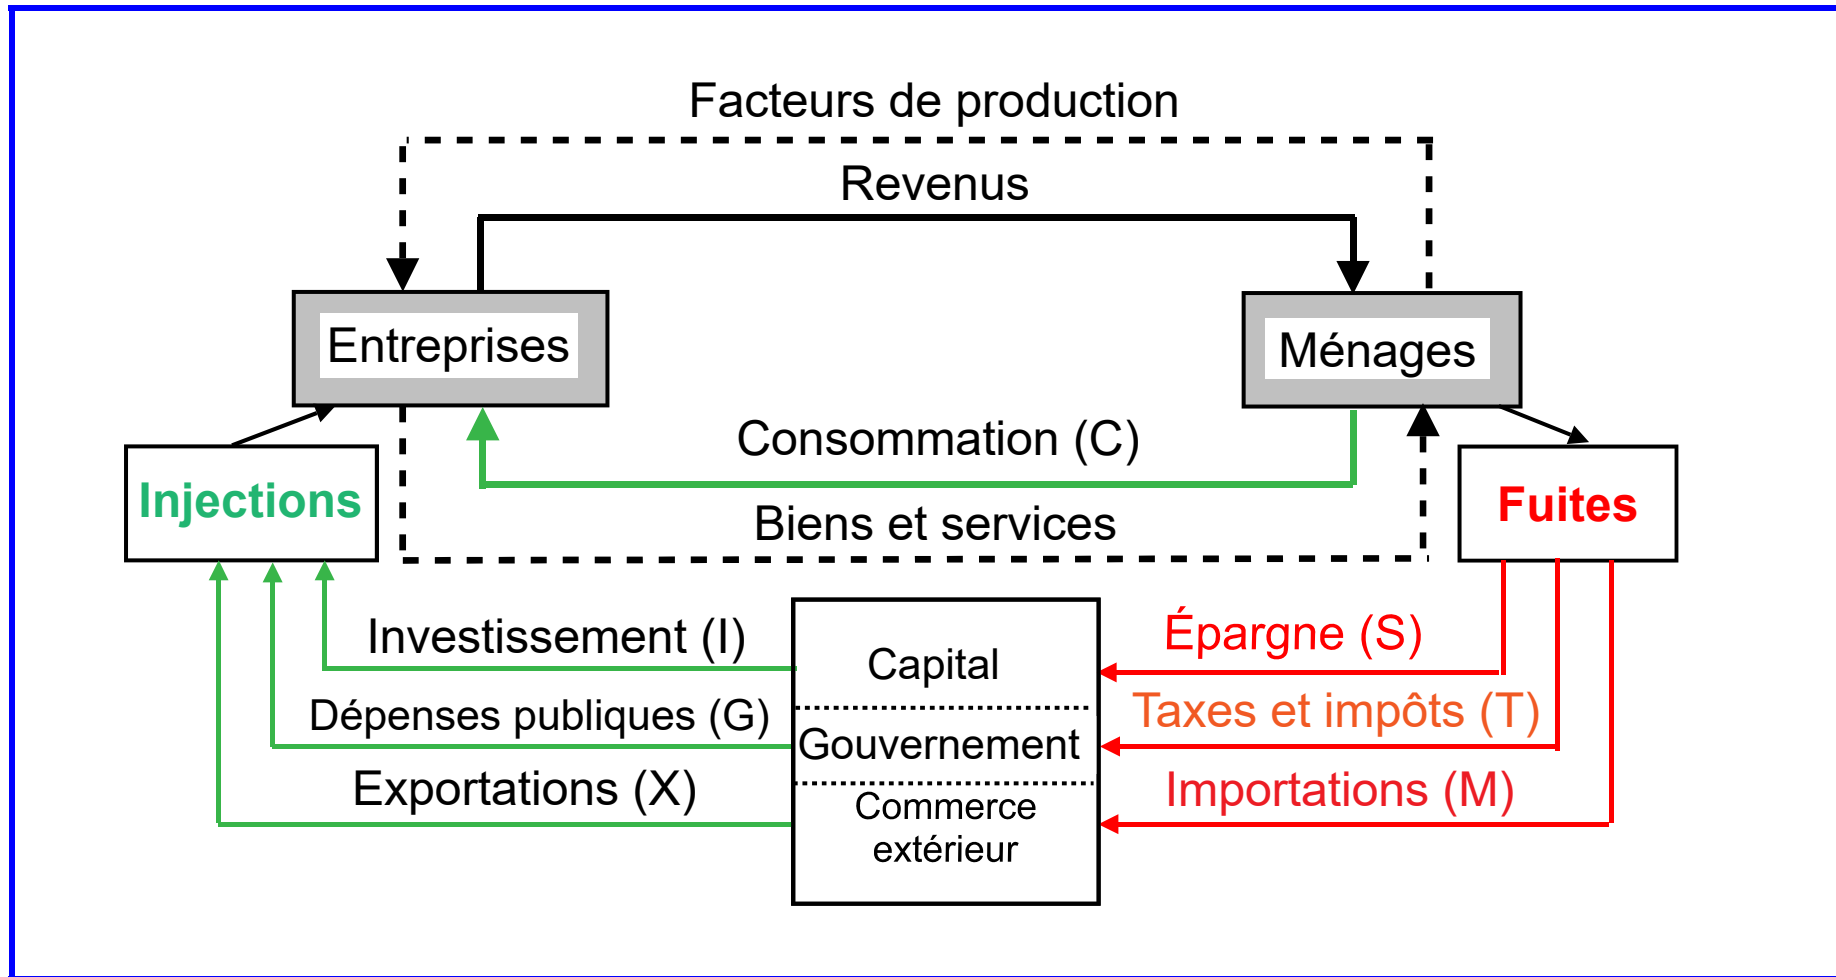 Facteurs de production
Revenus
Entreprises
Ménages
Consommation (C)
Injections
Fuites
Biens et services
Investissement (I)
Capital
Épargne (S)
Dépenses publiques (G)
Gouvernement
Taxes et impôts (T)
Exportations (X)
Commerce
extérieur
Importations (M)